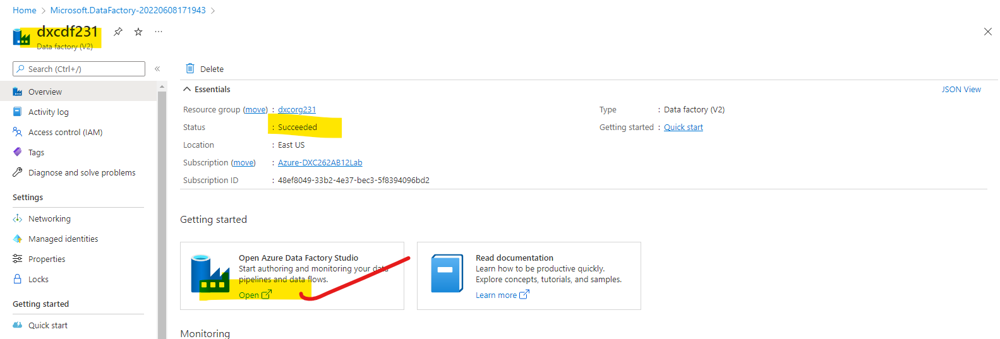 Home > Microsoft.DataFactory-20220608171943 >
dxcdf231 ...
Data factory (V2)
Search (Ctrl+/) «
Delete
Overview
Activity log
Access control (IAM)
Tags
Diagnose and solve problems
Settings
Networking
Managed identities
Properties
Locks
Getting started
Quick start
Essentials
JSON View
Resource group (move) : dxcorg231
Status : Succeeded
Location : East US
Subscription (move) : Azure-DXC262AB12Lab
Subscription ID : 48ef8049-33b2-4e37-bec3-5f8394096bd2
Type : Data factory (V2)
Getting started : Quick start
Getting started
Open Azure Data Factory Studio
Start authoring and monitoring your data
pipelines and data flows.
Open
Read documentation
Learn how to be productive quickly.
Explore concepts, tutorials, and samples.
Learn more
Monitoring